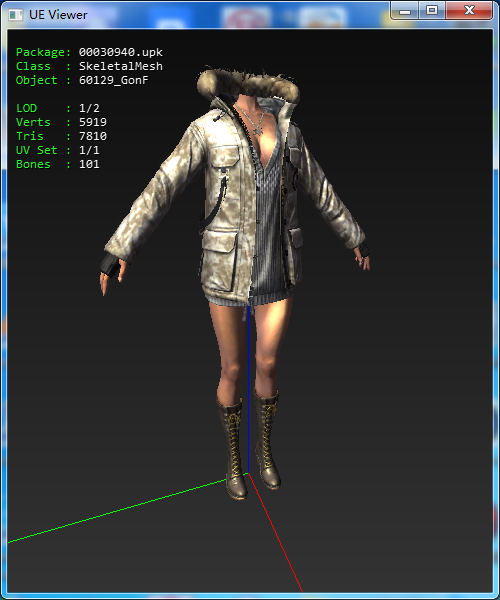 UE Viewer
Package: 00030940.upk
Class : SkeletalMesh
Object : 60129_GonF
LOD : 1/2
Verts : 5919
Tris : 7810
UV Set : 1/1
Bones : 101